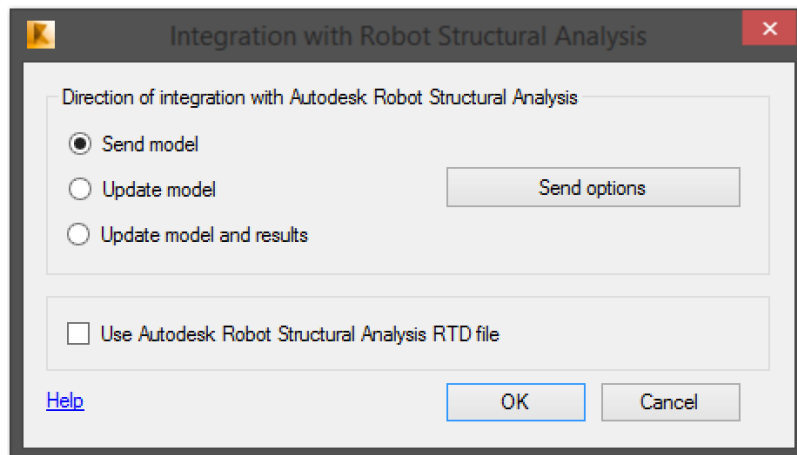 Integration with Robot Structural Analysis
Direction of integration with Autodesk Robot Structural Analysis
Send model
Update model
Send options
Update model and results
Use Autodesk Robot Structural Analysis RTD file
Help
OK
Cancel